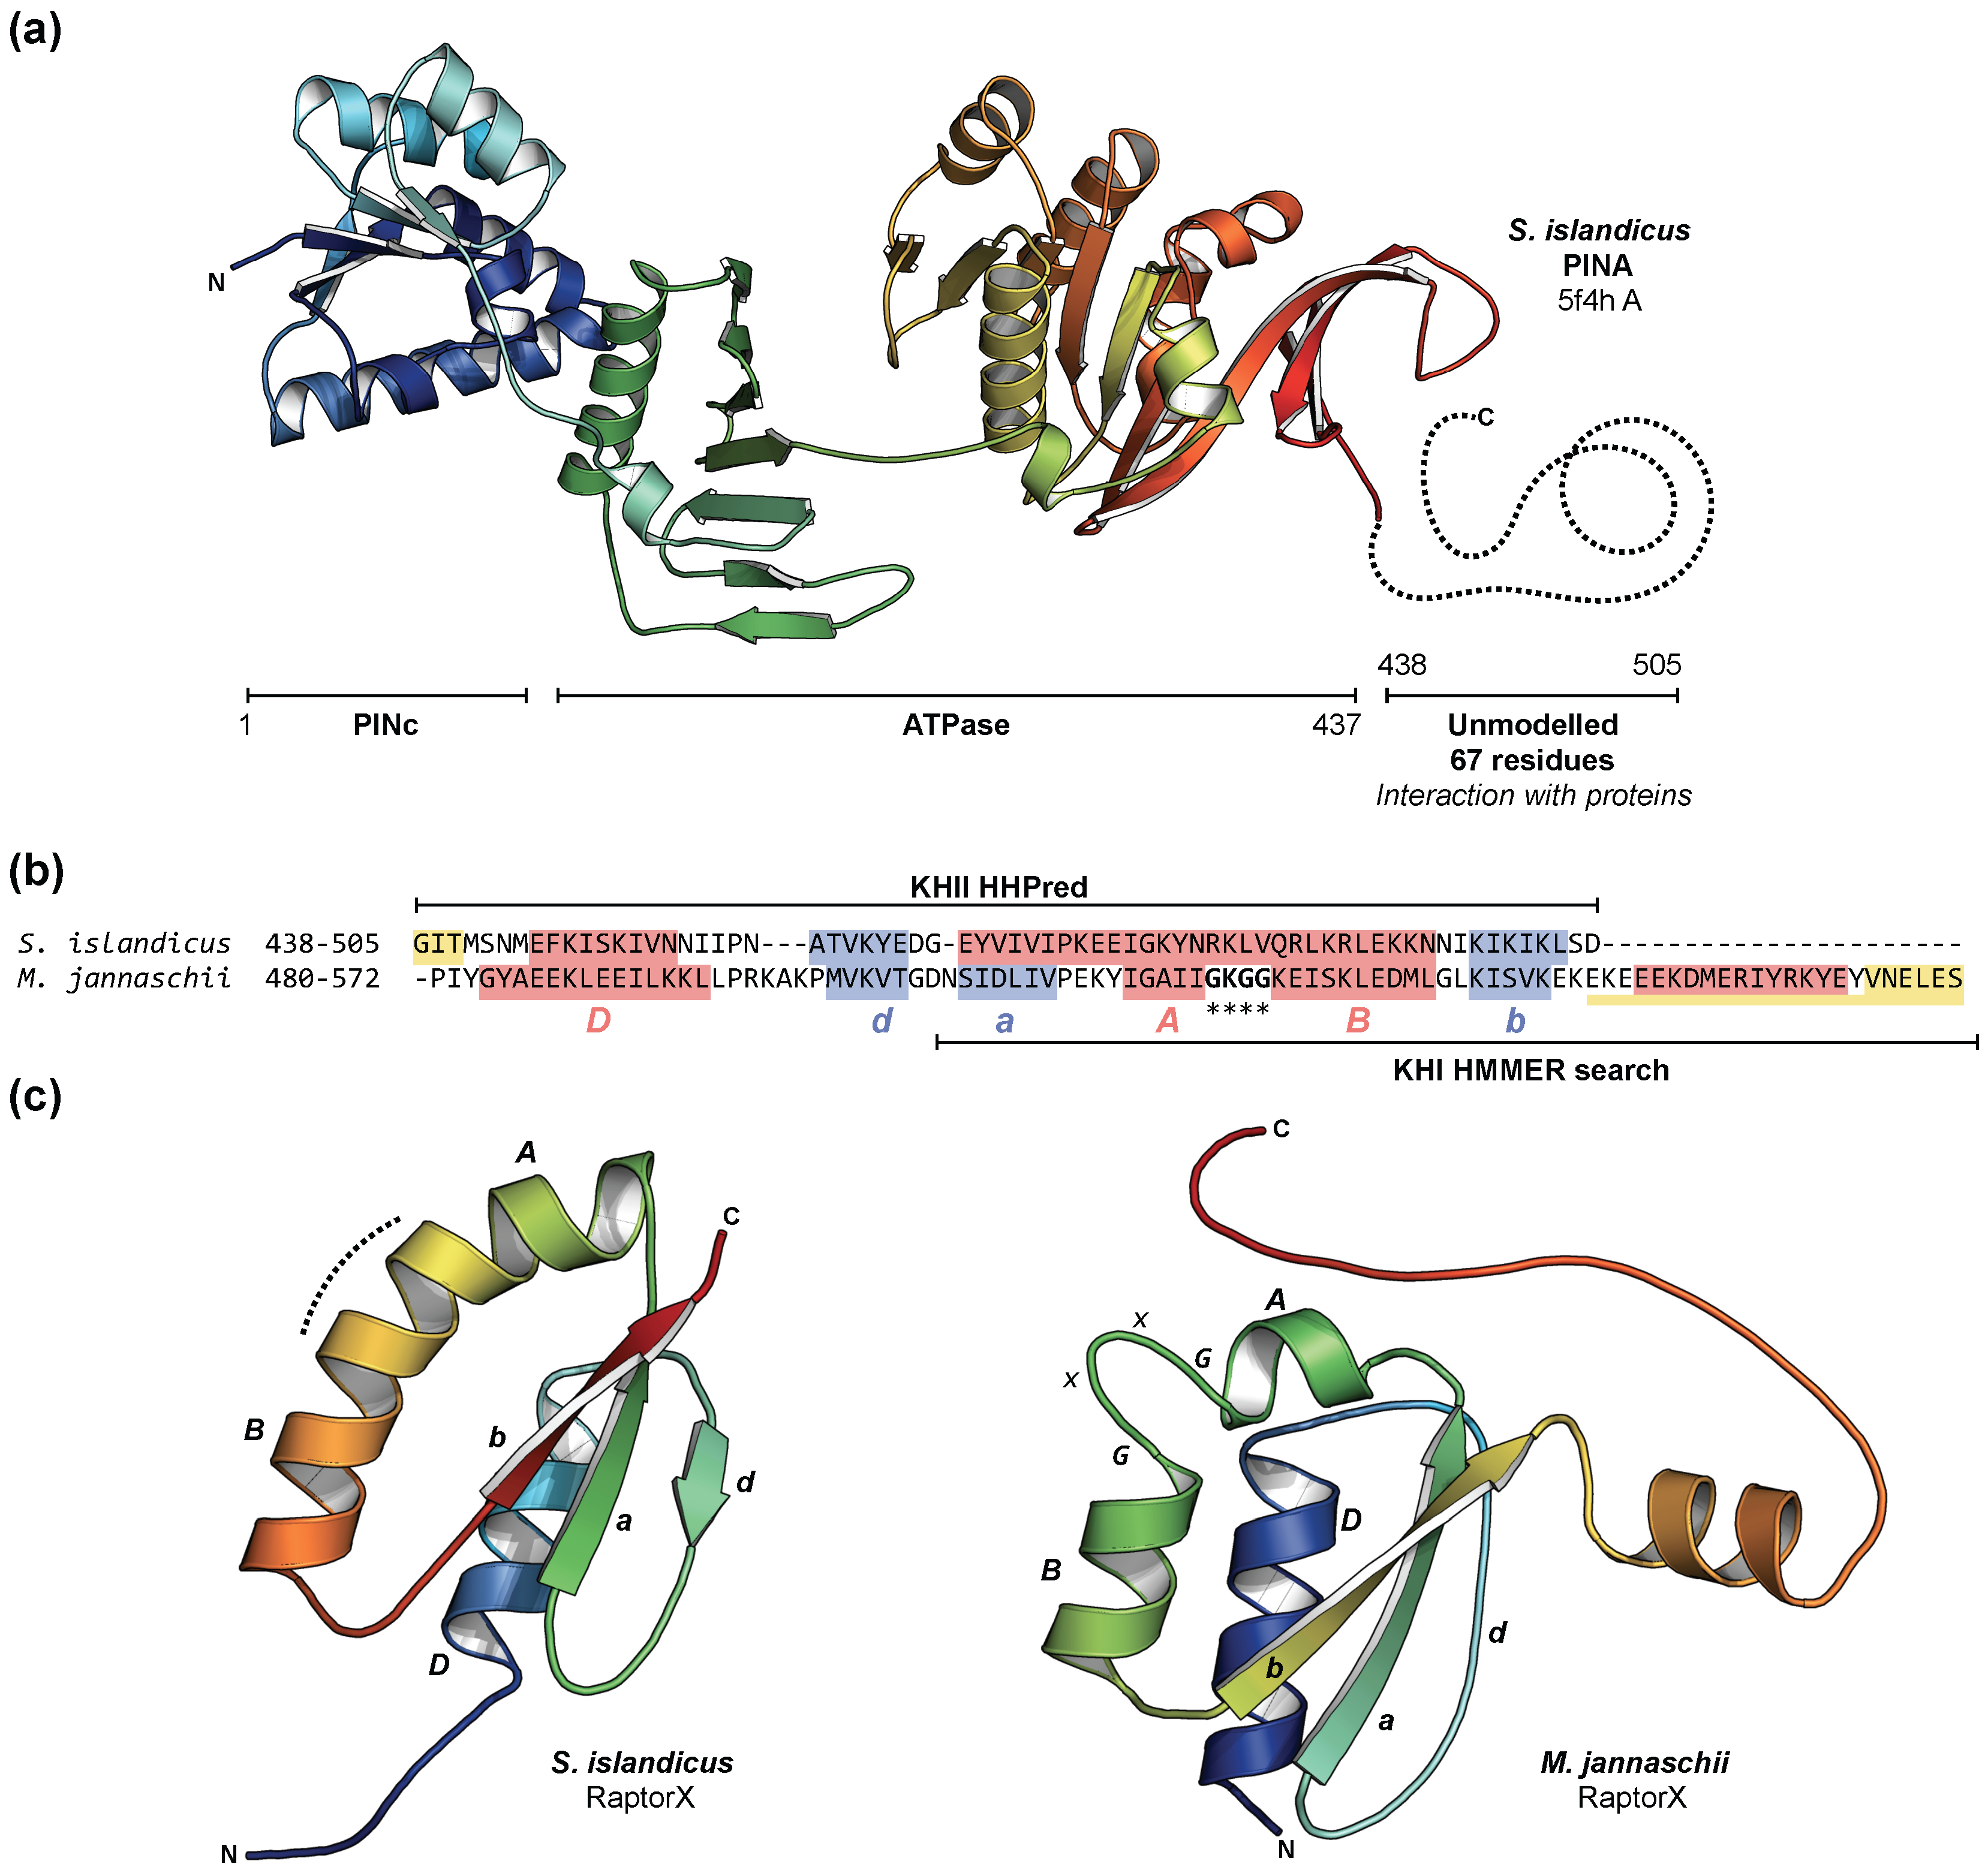 (a)
N
S. islandicus
PINA
5f4h A
C
438 505
1 PINc ATPase 437 Unmodelled
67 residues
Interaction with proteins
(b)
KHII HHPred
S. islandicus 438-505 GITMSNMEFKISKIVNNIIPN---ATVKYEDG-EYVIVIPKEEIGKYNRKLVQRLKRLEKKNNIKIKIKLSD----------------------
M. jannaschii 480-572 -PIYGYAEEKLEEILKKLLPRKAKPMVKVTGDNSIDLIVPEKYIGAIIGKGGKEISKLEDMLGLKISVKEKEKEEEKDMERIYRKYEYVNELES
D d a A **** B b
KHI HMMER search
(c)
A
C
B
b
d
a
D
S. islandicus
RaptorX
N
C
A
x
G
x
G
D
B
d
b
a
M. jannaschii
RaptorX
N